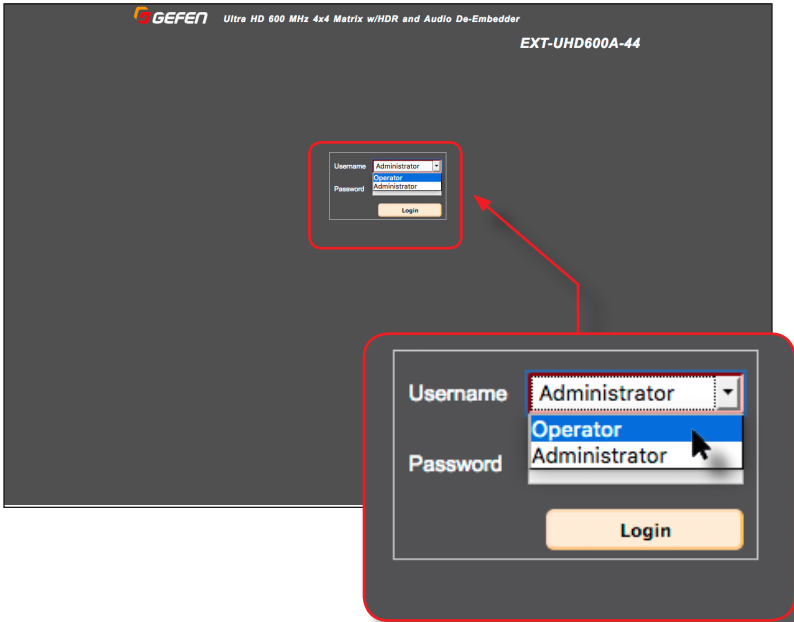 GEFEN Ultra HD 600 MHz 4x4 Matrix w/HDR and Audio De-Embedder
EXT-UHD600A-44
Username Administrator
Operator
Password Administrator
Login
Username Administrator
Operator
Password Administrator
Login